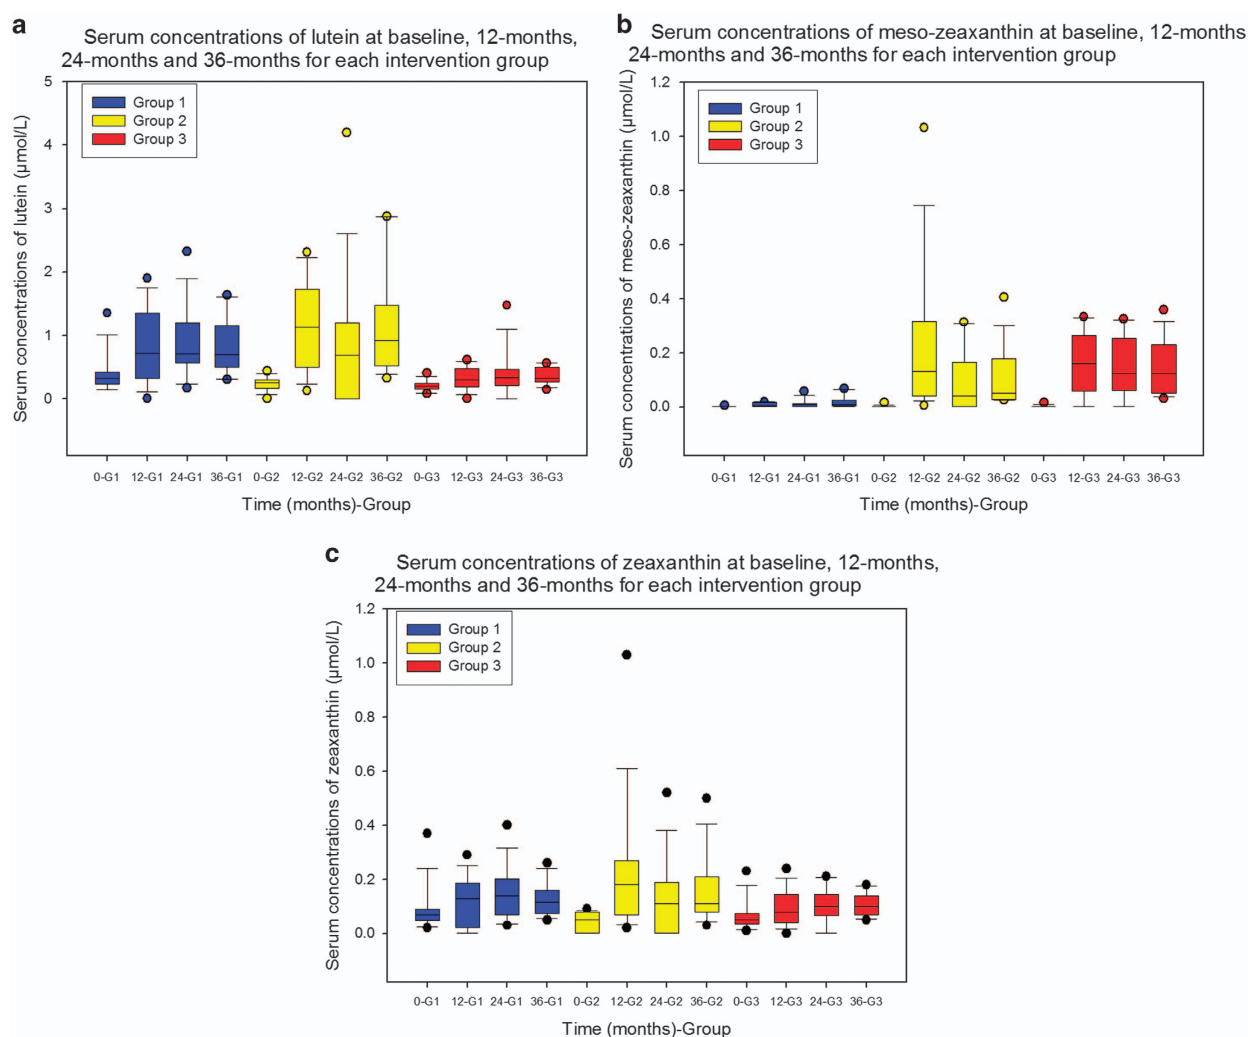 a
Serum concentrations of lutein at baseline, 12-months,
24-months and 36-months for each intervention group
Serum concentrations of lutein (µmol/L)
5
4
3
2
1
0
Group 1
Group 2
Group 3
0-G1 12-G1 24-G1 36-G1 0-G2 12-G2 24-G2 36-G2 0-G3 12-G3 24-G3 36-G3
Time (months)-Group
b
Serum concentrations of meso-zeaxanthin at baseline, 12-months
24-months and 36-months for each intervention group
Serum concentrations of meso-zeaxanthin (µmol/L)
1.2
1.0
0.8
0.6
0.4
0.2
0.0
Group 1
Group 2
Group 3
0-G1 12-G1 24-G1 36-G1 0-G2 12-G2 24-G2 36-G2 0-G3 12-G3 24-G3 36-G3
Time (months)-Group
c
Serum concentrations of zeaxanthin at baseline, 12-months,
24-months and 36-months for each intervention group
Serum concentrations of zeaxanthin (µmol/L)
1.2
1.0
0.8
0.6
0.4
0.2
0.0
Group 1
Group 2
Group 3
0-G1 12-G1 24-G1 36-G1 0-G2 12-G2 24-G2 36-G2 0-G3 12-G3 24-G3 36-G3
Time (months)-Group